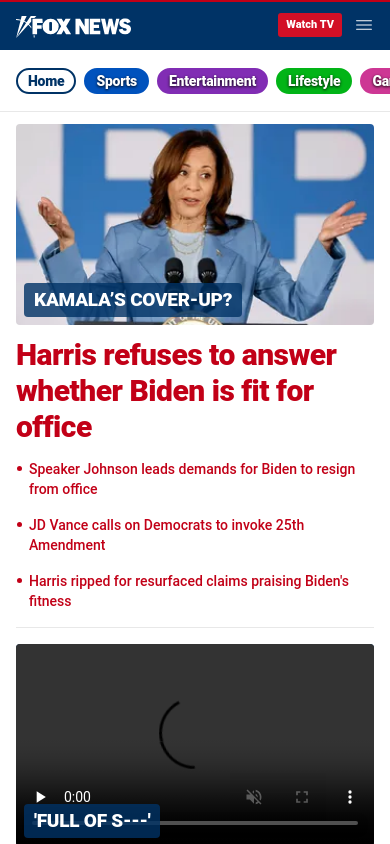 FOX NEWS
Watch TV
Home
Sports
Entertainment
Lifestyle
KAMALA'S COVER-UP?
Harris refuses to answer
whether Biden is fit for
office
• Speaker Johnson leads demands for Biden to resign
from office
• JD Vance calls on Democrats to invoke 25th
Amendment
• Harris ripped for resurfaced claims praising Biden's
fitness
0:00
'FULL OF S---'